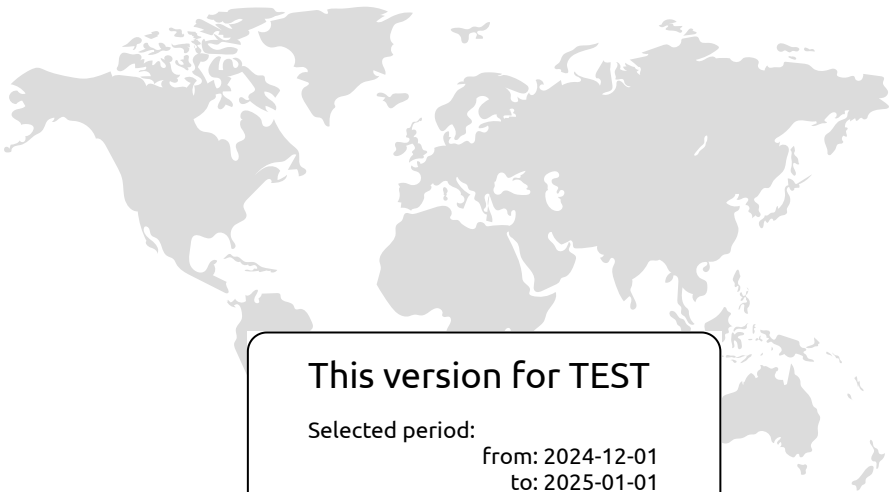 This version for TEST
Selected period:
from: 2024-12-01
to: 2025-01-01